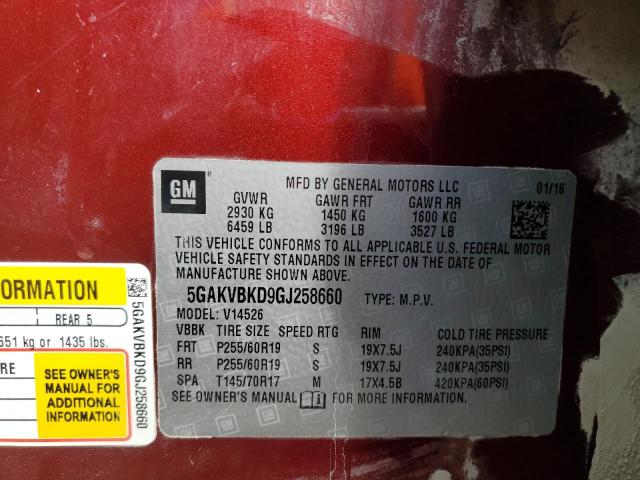 GM
MFD BY GENERAL MOTORS LLC 01/16
GVWR GAWR FRT GAWR RR
2930 KG 1450 KG 1600 KG
6459 LB 3196 LB 3527 LB
THIS VEHICLE CONFORMS TO ALL APPLICABLE U.S. FEDERAL MOTOR
VEHICLE SAFETY STANDARDS IN EFFECT ON THE DATE OF
MANUFACTURE SHOWN ABOVE.
5GAKVBKD9GJ258660 TYPE: M.P.V.
MODEL: V14526
VBBK TIRE SIZE SPEED RTG RIM COLD TIRE PRESSURE
FRT P255/60R19 S 19X7.5J 240KPA(35PSI)
RR P255/60R19 S 19X7.5J 240KPA(35PSI)
SPA T145/70R17 M 17X4.5B 420KPA(60PSI)
SEE OWNER'S MANUAL FOR MORE INFORMATION.
ORMATION
REAR 5
651 kg or 1435 lbs.
RE
SEE OWNER'S
MANUAL FOR
ADDITIONAL
INFORMATION
5GAKVBKD9GJ258660